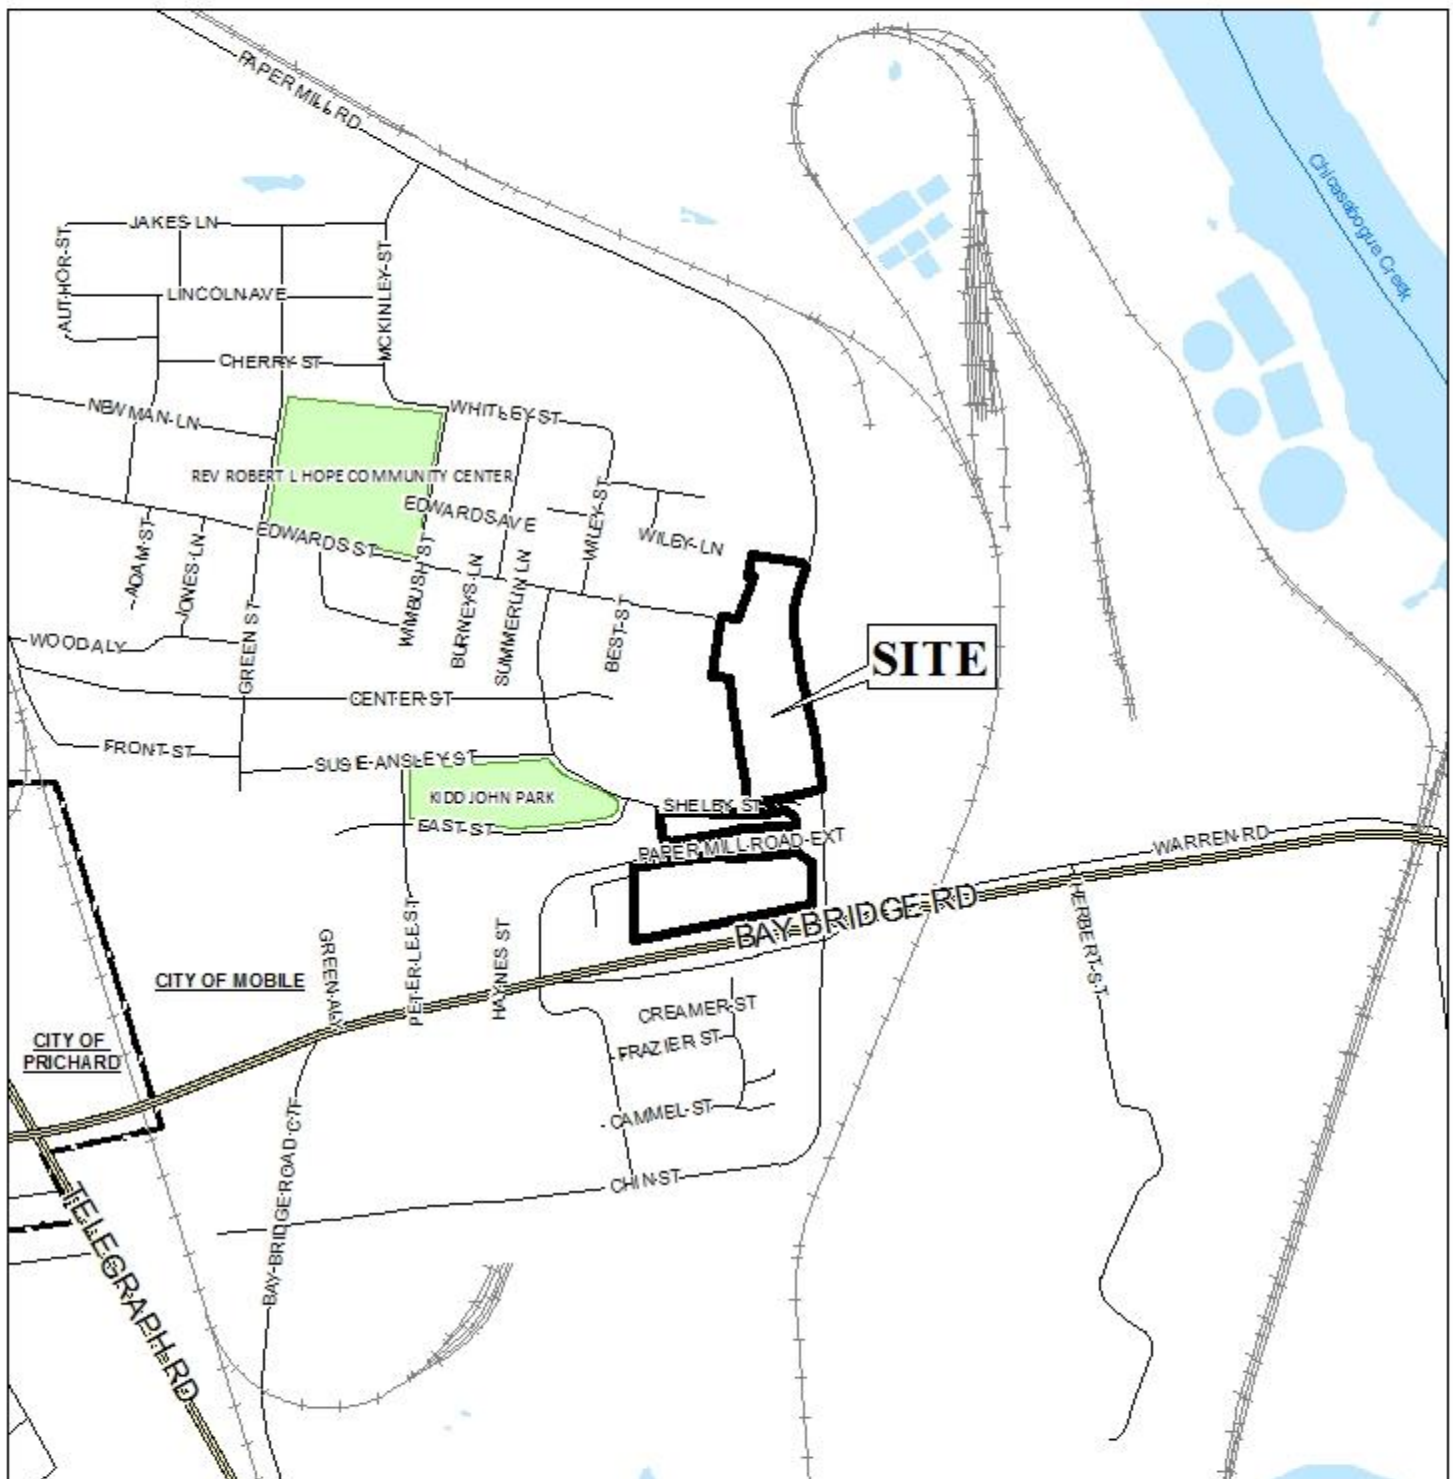 PAPER MILL RD
Chicasabogue Creek
JAKES LN
AUTHOR ST
MCKINLEY ST
LINCOLN AVE
CHERRY ST
NEWMAN LN
WHITLEY ST
REV ROBERT L HOPE COMMUNITY CENTER
EDWARDS AVE
WILEY ST
WILBY LN
EDWARDS ST
ADAM ST
JONES LN
WIMBUSH ST
BURNEYS LN
SUMMERLIN LN
BEST ST
GREEN ST
WOOD ALY
SITE
CENTER ST
FRONT ST
SUSIE ANSLEY ST
KIDD JOHN PARK
SHELBY ST
EAST ST
PAPER MILL ROAD EXT
WARREN RD
BAY BRIDGE RD
HERBERT ST
PETER LEE ST
HAYNES ST
GREEN ALY
CITY OF MOBILE
CITY OF
PRICHARD
CREAMER ST
FRAZIER ST
CAMMEL ST
CHIN ST
BAY BRIDGE ROAD CTF
TELEGRAPH RD